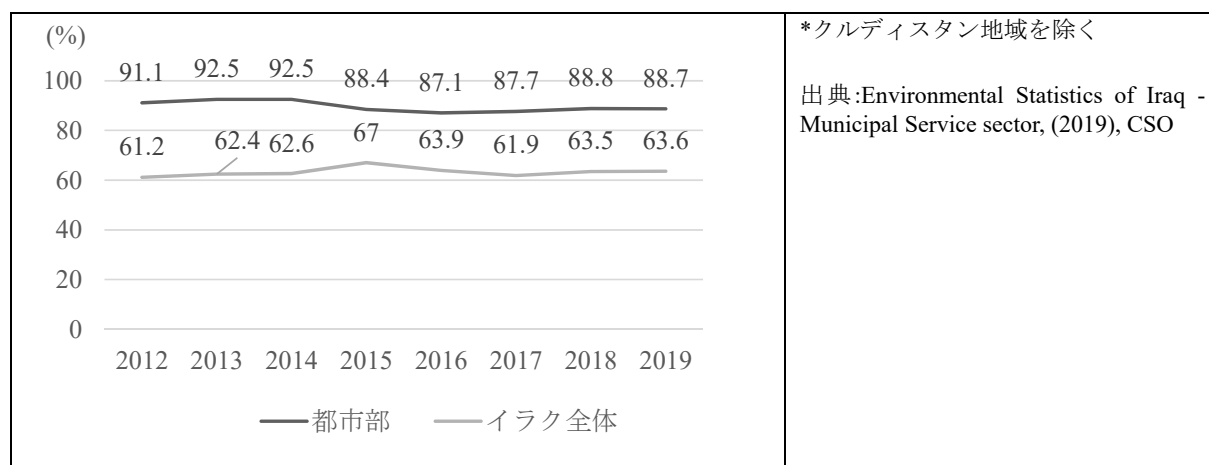 (%)
91.1 92.5 92.5 88.4 87.1 87.7 88.8 88.7
100
80
61.2 62.4 62.6 67 63.9 61.9 63.5 63.6
60
40
20
0
2012 2013 2014 2015 2016 2017 2018 2019
都市部 イラク全体
*クルディスタン地域を除く
出典:Environmental Statistics of Iraq -
Municipal Service sector, (2019), CSO